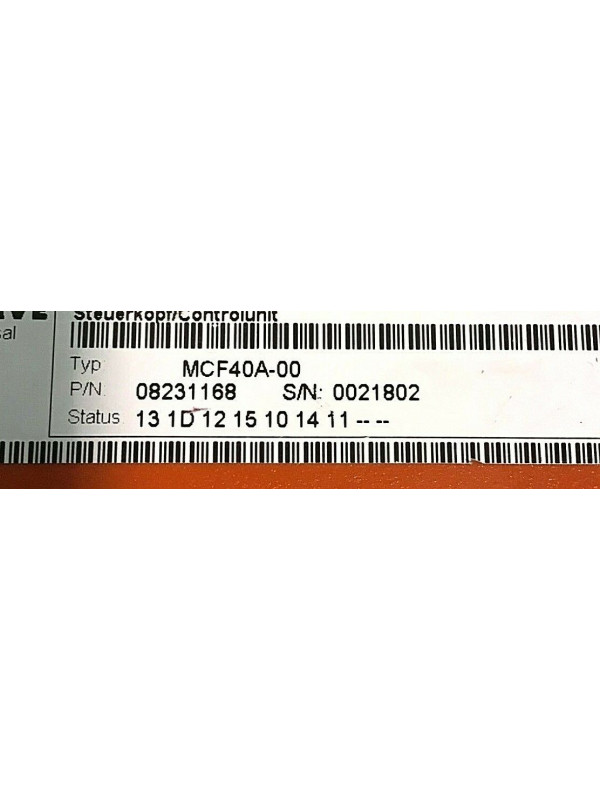 Steuerkopf/Controlunit
Typ MCF40A-00
P/N. 08231168 S/N: 0021802
Status 13 1D 12 15 10 14 11 -- --